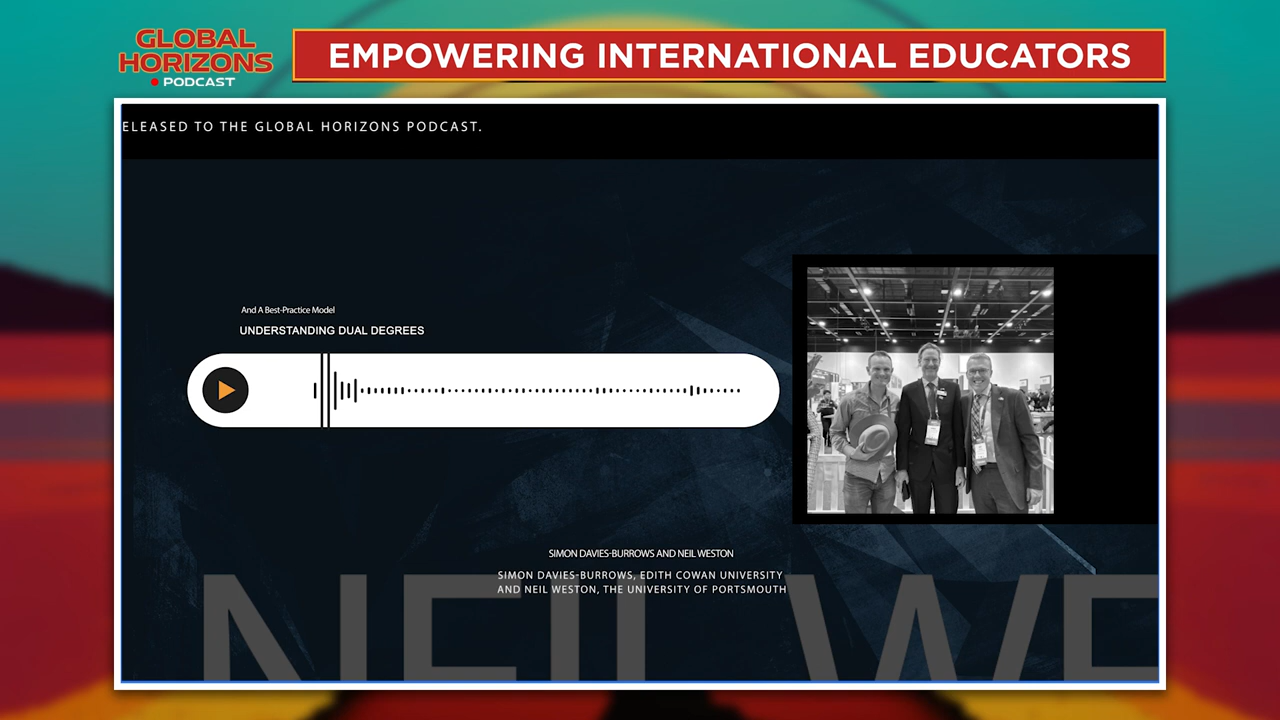 GLOBAL
HORIZONS
PODCAST
EMPOWERING INTERNATIONAL EDUCATORS
ELEASED TO THE GLOBAL HORIZONS PODCAST.
And A Best-Practice Model
UNDERSTANDING DUAL DEGREES
SIMON DAVIES-BURROWS AND NEIL WESTON
SIMON DAVIES-BURROWS, EDITH COWAN UNIVERSITY
AND NEIL WESTON, THE UNIVERSITY OF PORTSMOUTH
NEIL WE